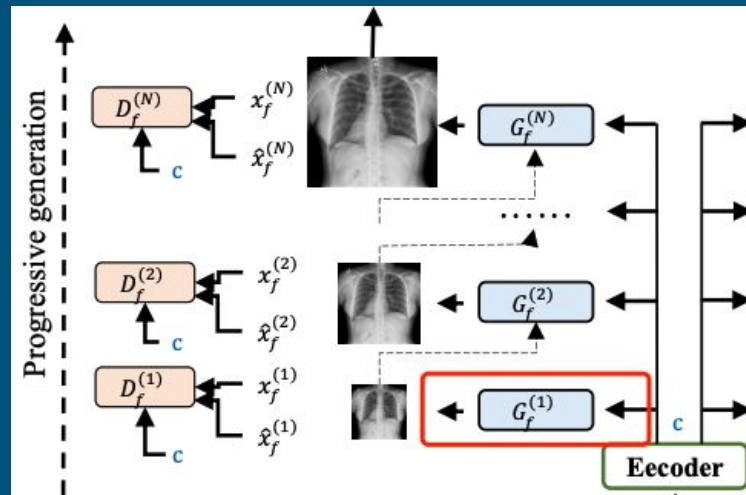 Progressive generation
D_f^{(N)}
x_f^{(N)}
x̂_f^{(N)}
c
G_f^{(N)}
......
D_f^{(2)}
x_f^{(2)}
x̂_f^{(2)}
c
G_f^{(2)}
D_f^{(1)}
x_f^{(1)}
x̂_f^{(1)}
c
G_f^{(1)}
c
Eecoder